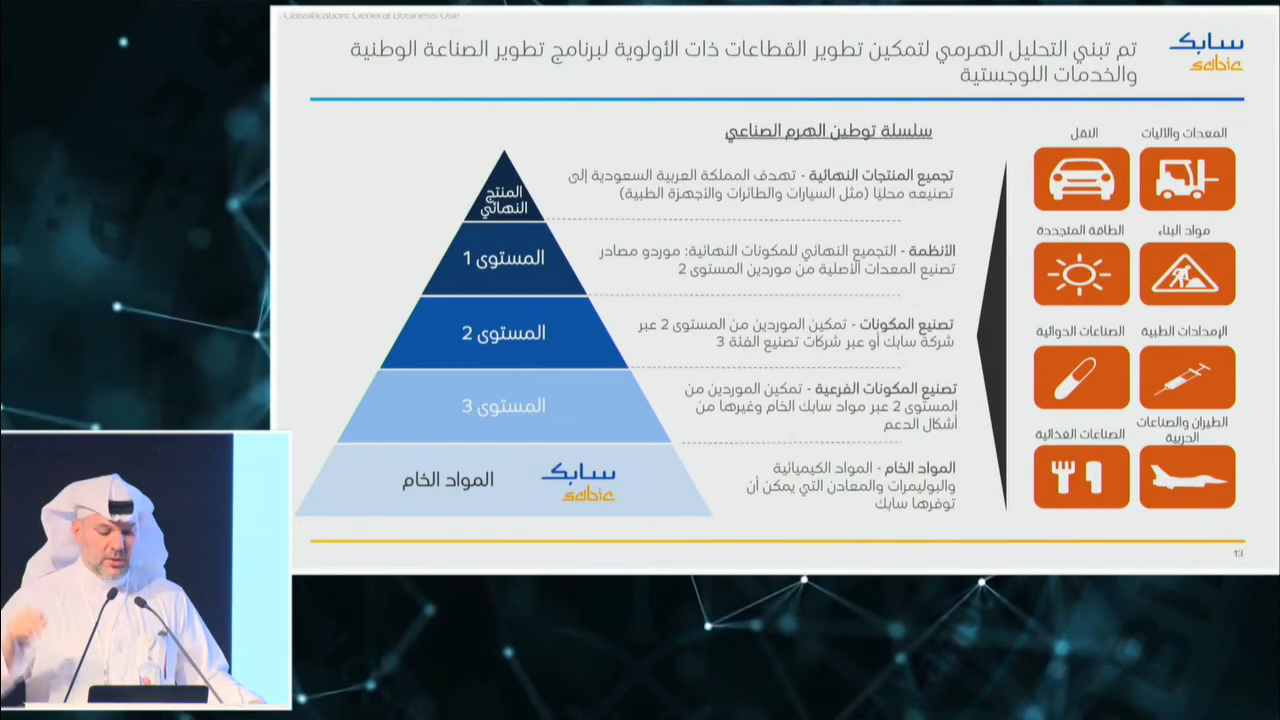 Classification: General Business Use
سابك
sabic
تم تبني التحليل الهرمي لتمكين تطوير القطاعات ذات الأولوية لبرنامج تطوير الصناعة الوطنية
والخدمات اللوجستية
المعدات والآليات
النقل
مواد البناء
الطاقة المتجددة
الإمدادات الطبية
الصناعات الدوائية
الطيران والصناعات
الحربية
الصناعات الغذائية
سلسلة توطين الهرم الصناعي
تجميع المنتجات النهائية - تهدف المملكة العربية السعودية إلى
تصنيعه محليًا (مثل السيارات والطائرات والأجهزة الطبية)
الأنظمة - التجميع النهائي للمكونات النهائية: موردو مصادر
تصنيع المعدات الأصلية من موردين المستوى 2
تصنيع المكونات - تمكين الموردين من المستوى 2 عبر
شركة سابك أو عبر شركات تصنيع الفئة 3
تصنيع المكونات الفرعية - تمكين الموردين من
المستوى 2 عبر مواد سابك الخام وغيرها من
أشكال الدعم
المواد الخام - المواد الكيميائية
والبوليمرات والمعادن التي يمكن أن
توفرها سابك
المنتج
النهائي
المستوى 1
المستوى 2
المستوى 3
سابك
sabic
المواد الخام
13